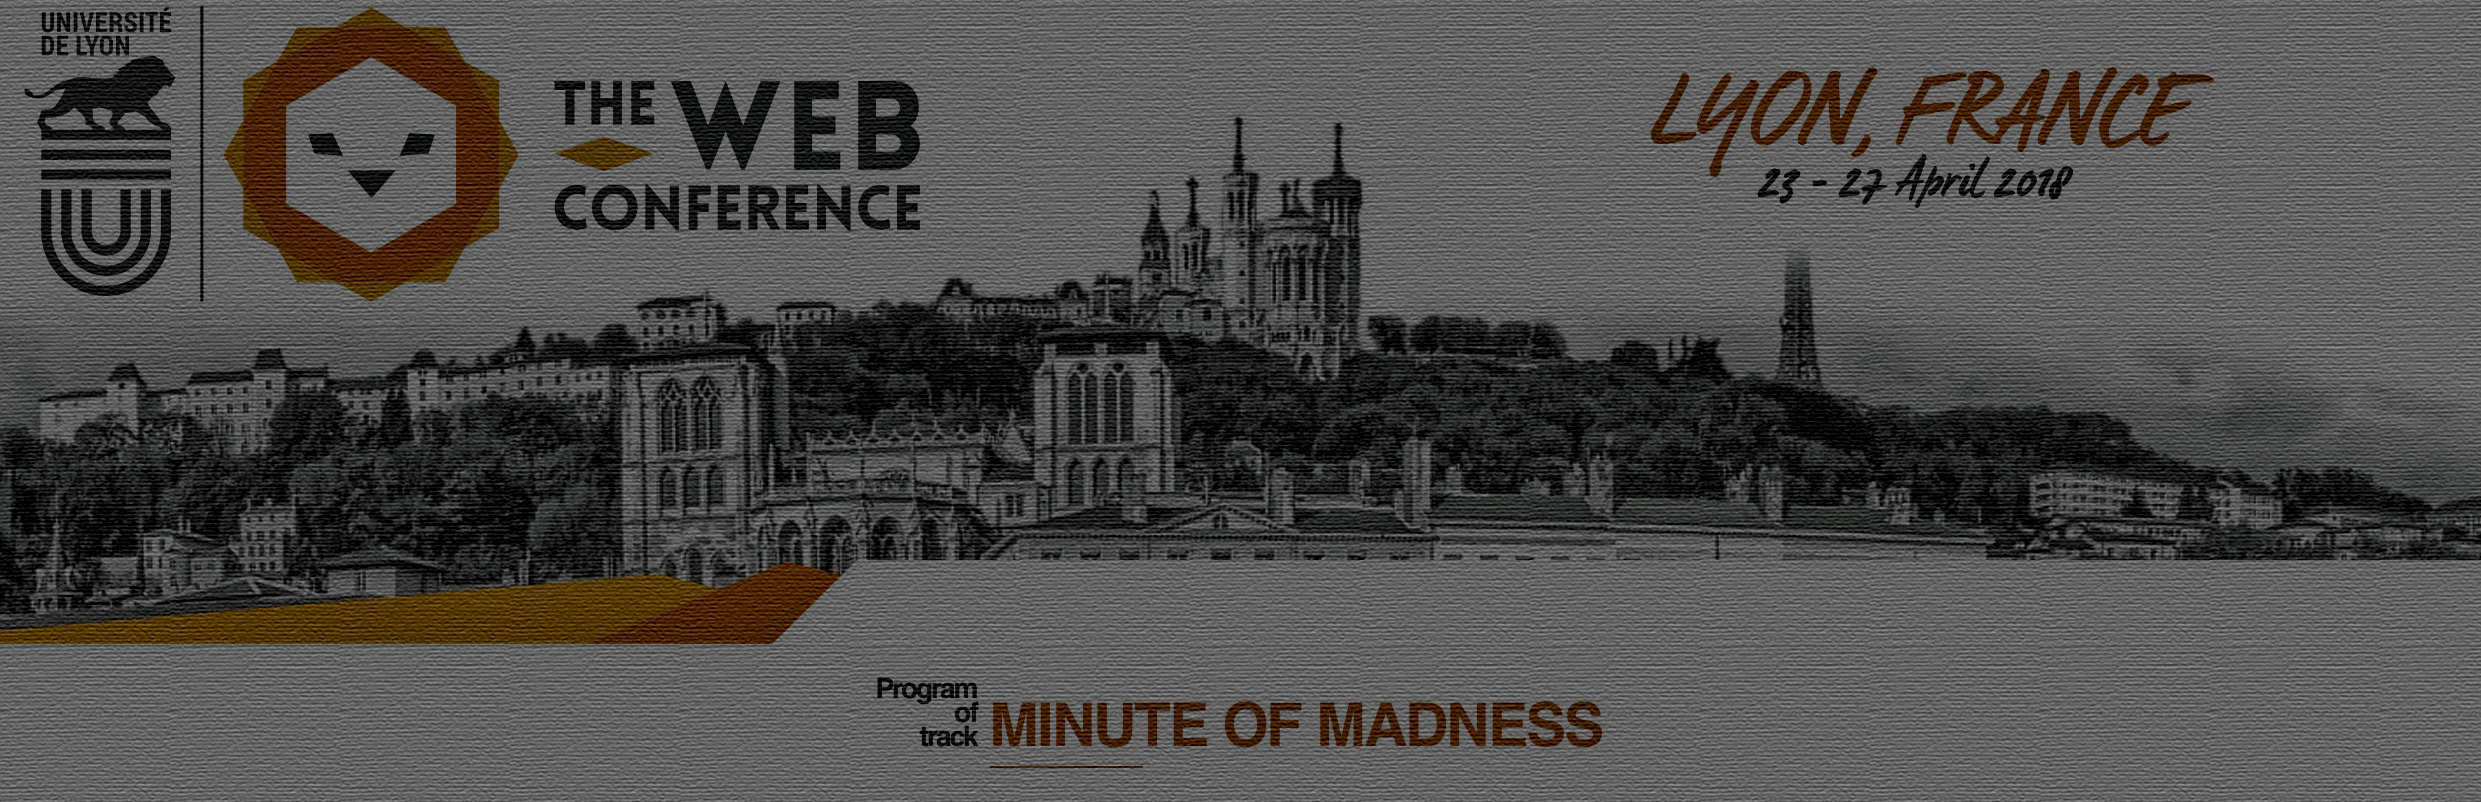 UNIVERSITÉ
DE LYON
THE WEB
CONFERENCE
LYON, FRANCE
23 - 27 April 2018
Program
of
track
MINUTE OF MADNESS